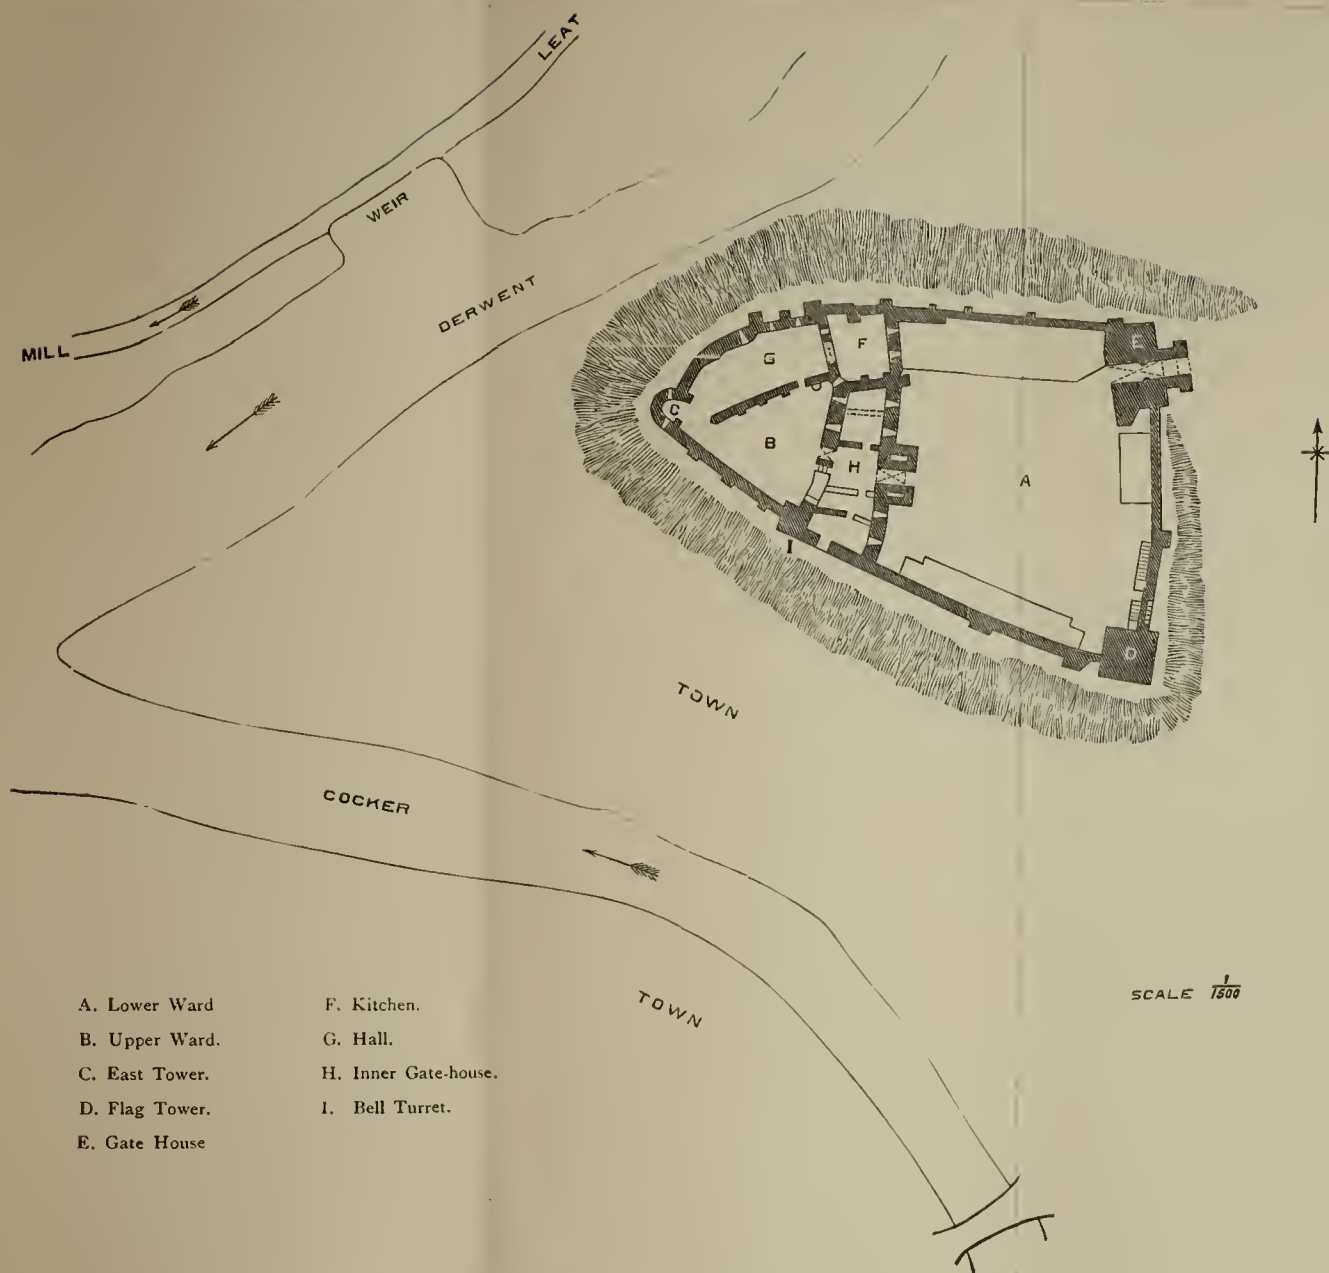 LEAT
WEIR
DERWENT
MILL
E
F
G
C
B
H
A
I
D
TOWN
COCKER
TOWN
SCALE 1/1500
A. Lower Ward
B. Upper Ward.
C. East Tower.
D. Flag Tower.
E. Gate House
F. Kitchen.
G. Hall.
H. Inner Gate-house.
I. Bell Turret.